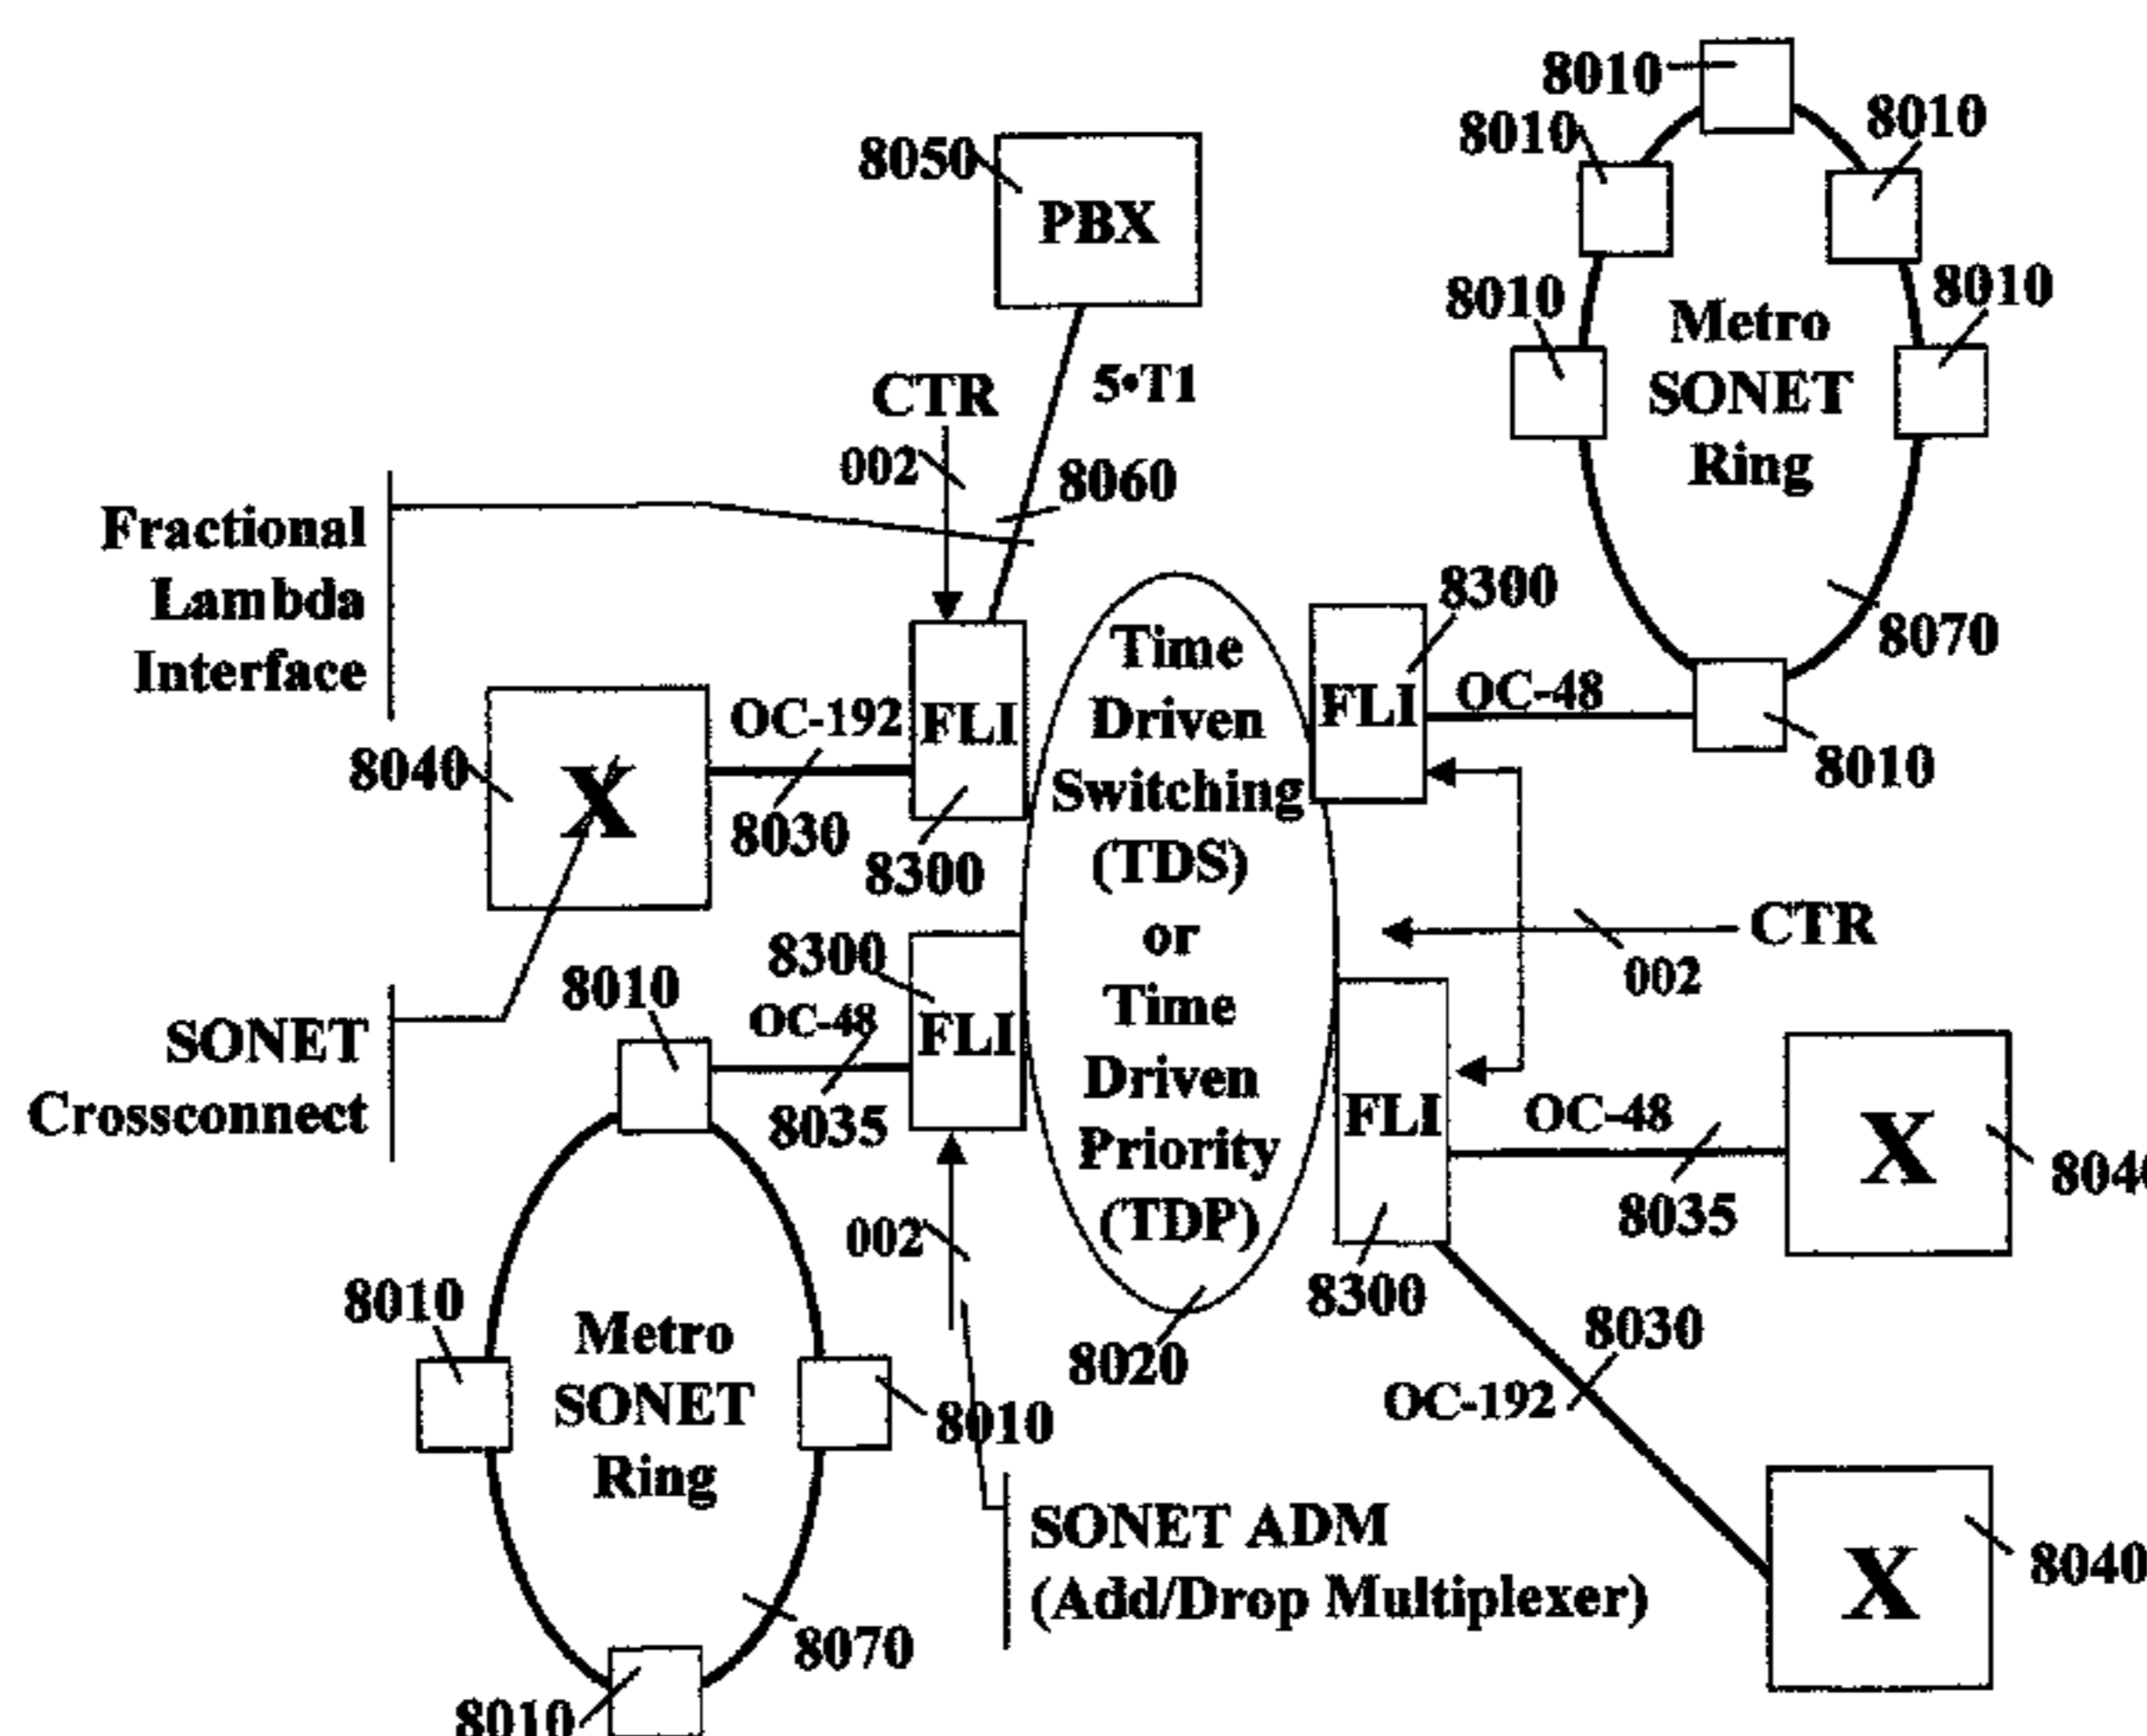 8010
8010
8010
8050
PBX
8010
8010
Metro
SONET
Ring
CTR
5•T1
002
8060
Fractional
Lambda
Interface
8300
8070
Time
Driven
Switching
(TDS)
or
Time
Driven
Priority
(TDP)
FLI
OC-48
8010
OC-192
FLI
8040
X
8030
8300
CTR
002
8300
8010
OC-48
FLI
SONET
Crossconnect
8035
FLI
OC-48
X
8035
8300
002
8010
Metro
SONET
Ring
8010
8020
8030
OC-192
SONET ADM
(Add/Drop Multiplexer)
X
8040
8070
8010